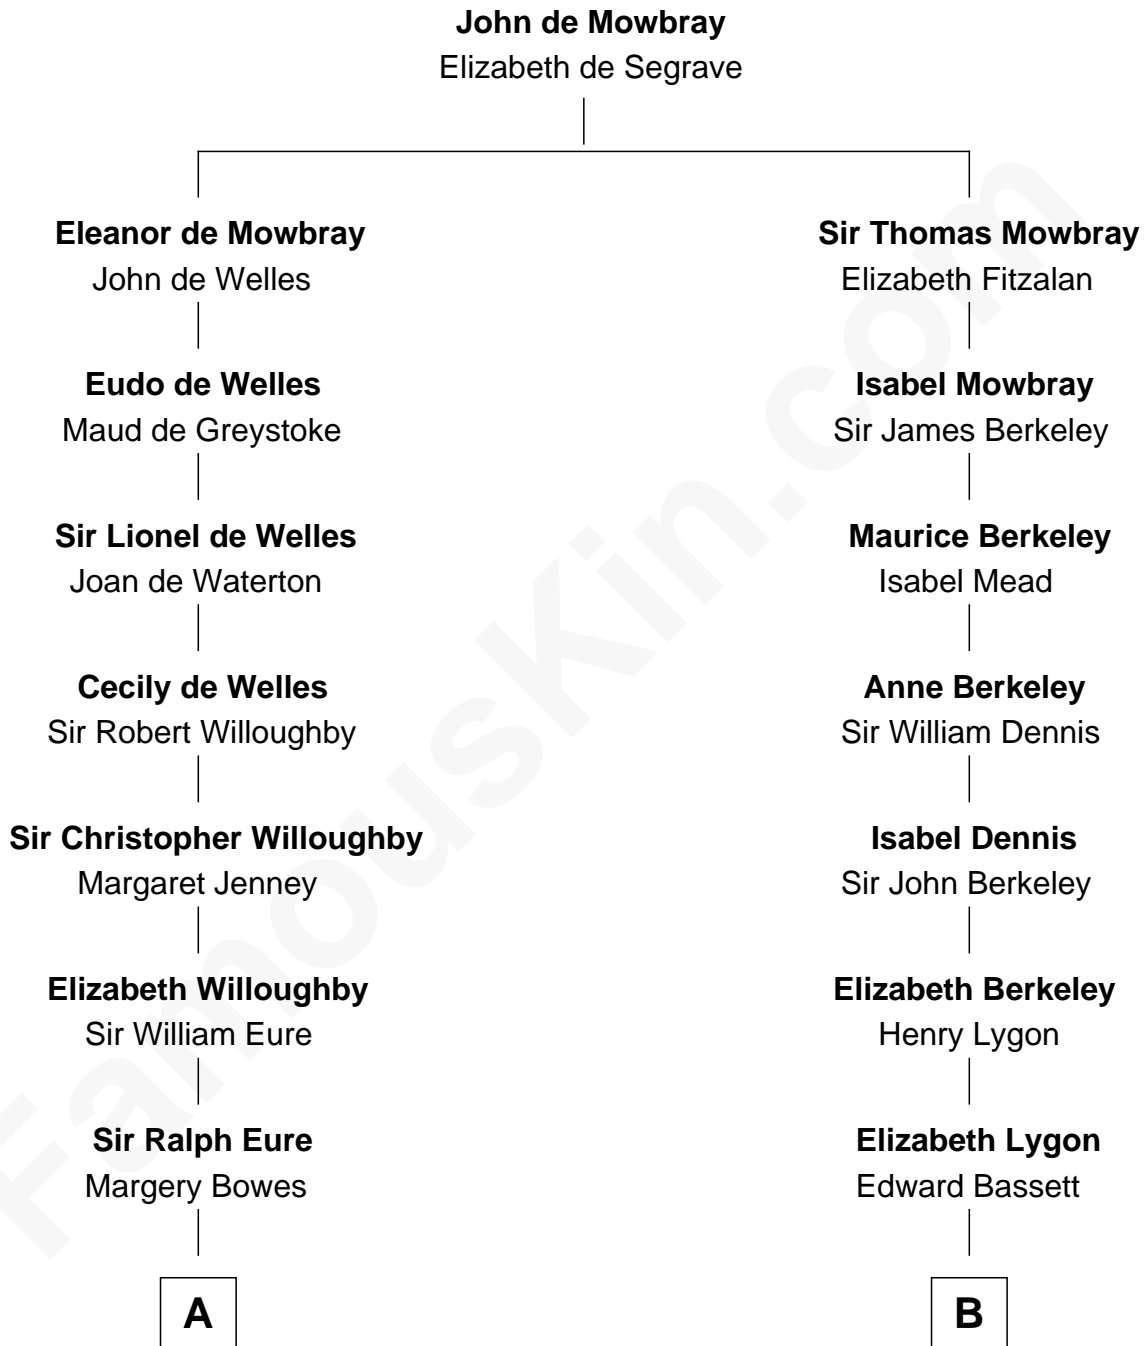 John de Mowbray
Elizabeth de Segrave
Eleanor de Mowbray
John de Welles
Sir Thomas Mowbray
Elizabeth Fitzalan
Eudo de Welles
Maud de Greystoke
Isabel Mowbray
Sir James Berkeley
Sir Lionel de Welles
Joan de Waterton
Maurice Berkeley
Isabel Mead
Cecily de Welles
Sir Robert Willoughby
Anne Berkeley
Sir William Dennis
Sir Christopher Willoughby
Margaret Jenney
Isabel Dennis
Sir John Berkeley
Elizabeth Willoughby
Sir William Eure
Elizabeth Berkeley
Henry Lygon
Sir Ralph Eure
Margery Bowes
Elizabeth Lygon
Edward Bassett
A
B
FamousKin.com